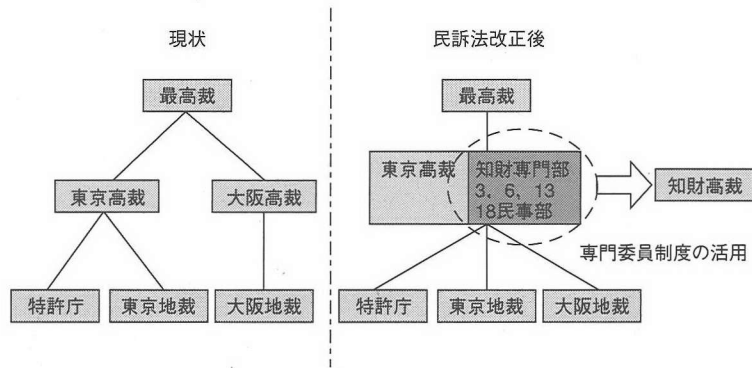 現状
最高裁
東京高裁
大阪高裁
特許庁
東京地裁
大阪地裁
民訴法改正後
最高裁
東京高裁
知財専門部
3，6，13
18民事部
知財高裁
専門委員制度の活用
特許庁
東京地裁
大阪地裁